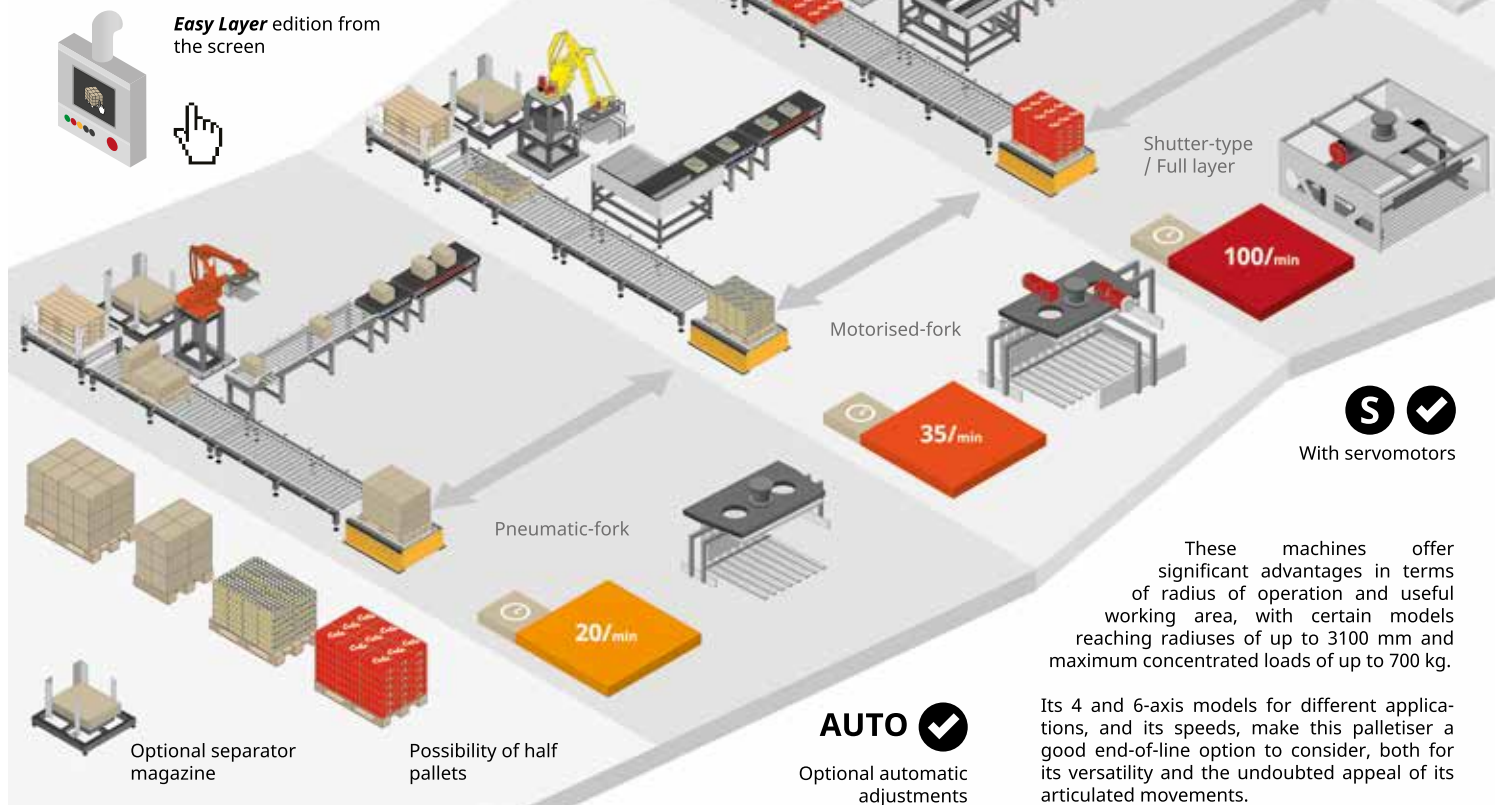 Easy Layer edition from
the screen
Shutter-type
/ Full layer
100/min
Motorised-fork
35/min
S
With servomotors
Pneumatic-fork
20/min
These machines offer
significant advantages in terms
of radius of operation and useful
working area, with certain models
reaching radiuses of up to 3100 mm and
maximum concentrated loads of up to 700 kg.
Its 4 and 6-axis models for different applica-
tions, and its speeds, make this palletiser a
good end-of-line option to consider, both for
its versatility and the undoubted appeal of its
articulated movements.
AUTO
Optional automatic
adjustments
Optional separator
magazine
Possibility of half
pallets